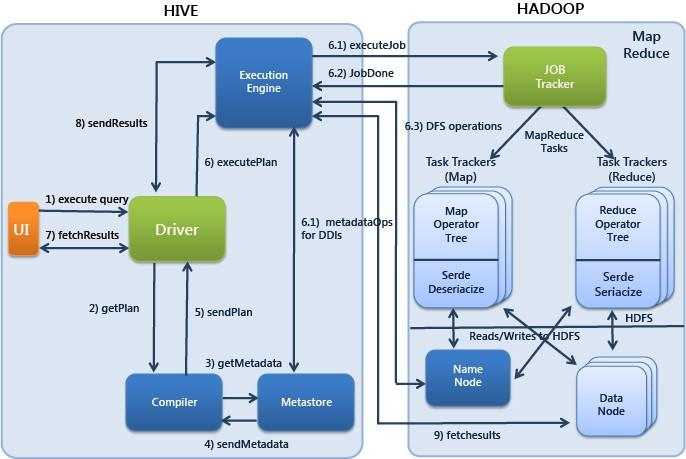 HIVE
HADOOP
Map
Reduce
Execution
Engine
6.1) executeJob
6.2) JobDone
JOB
Tracker
8) sendResults
6) executePlan
6.3) DFS operations
MapReduce
Tasks
Task Trackers
(Map)
Task Trackers
(Reduce)
1) execute query
UI
Driver
7) fetchResults
6.1) metadataOps
for DDIs
Map
Operator
Tree
Serde
Deseriacize
Reduce
Operator
Tree
Serde
Seriacize
2) getPlan
5) sendPlan
HDFS
Reads/Writes to HDFS
3) getMetadata
Compiler
Metastore
Name
Node
Data
Node
4) sendMetadata
9) fetchesults